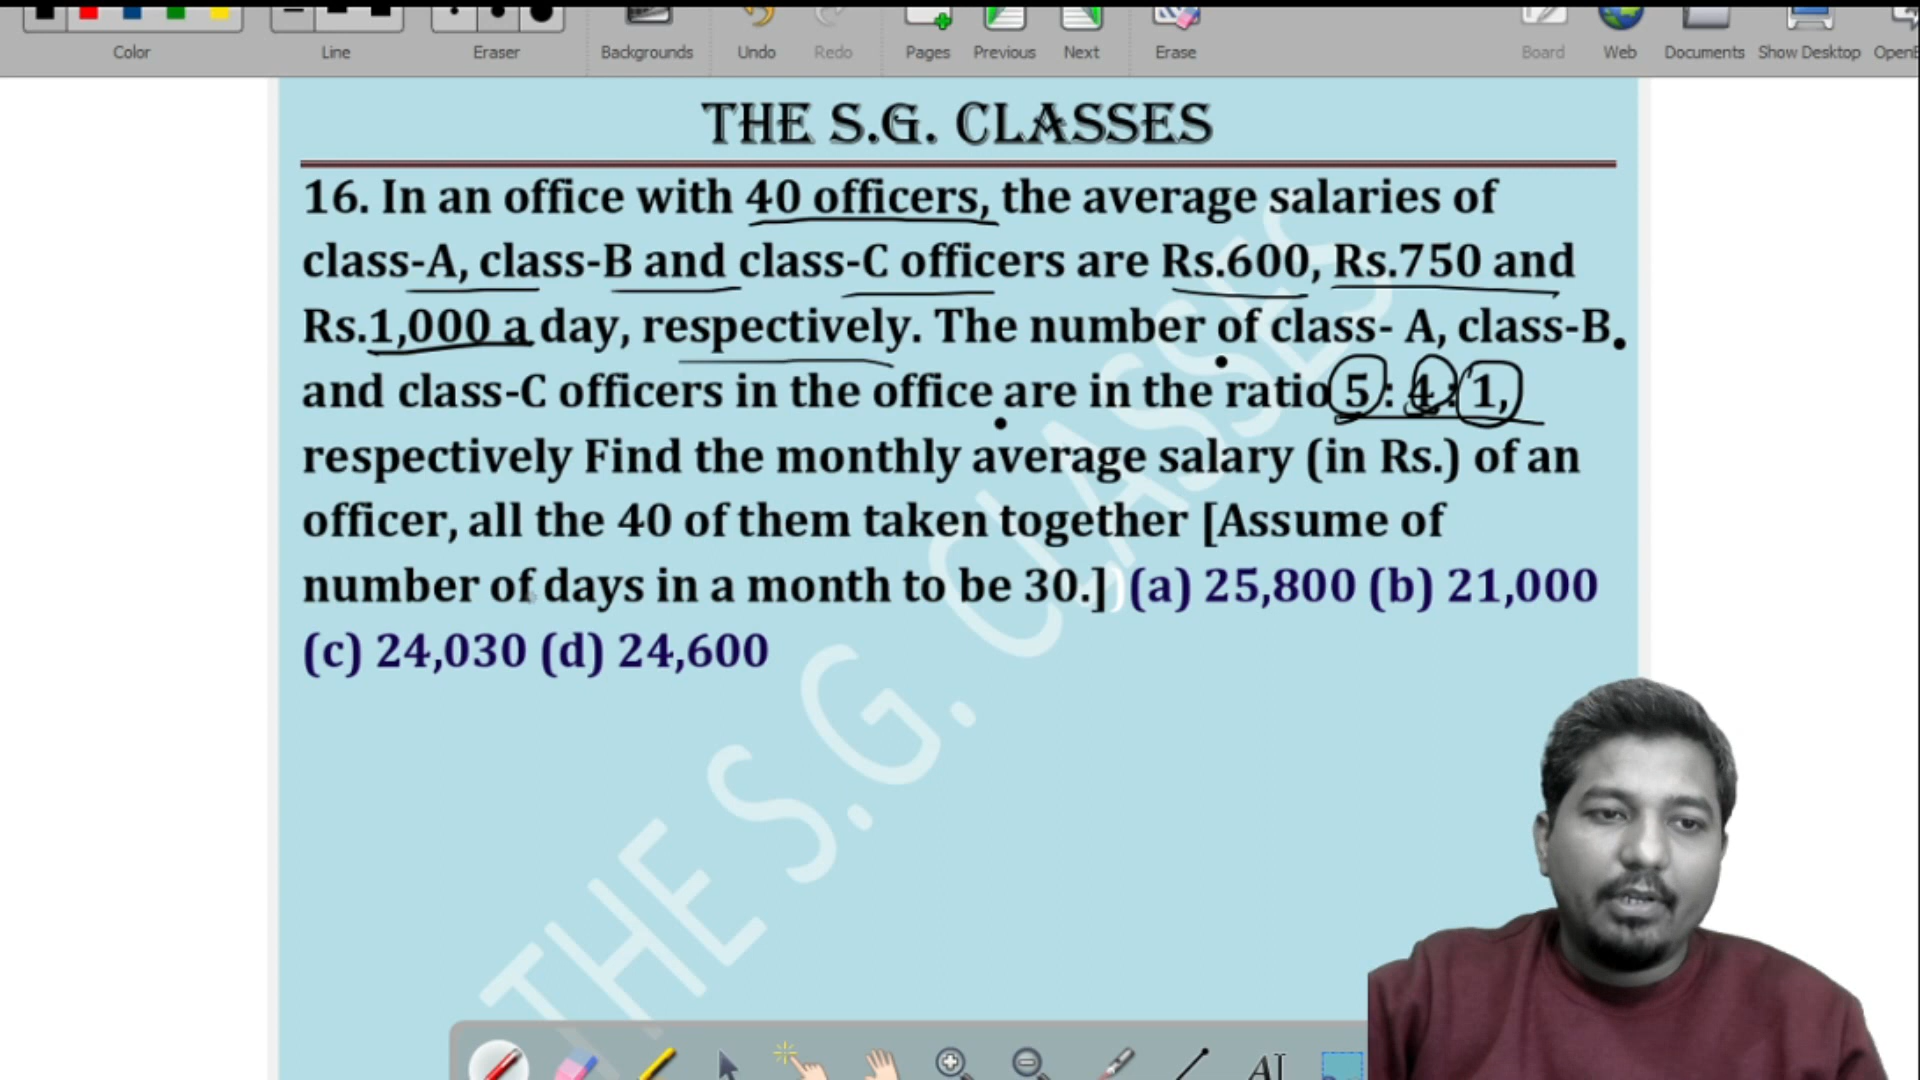 Color Line Eraser Backgrounds Undo Redo Pages Previous Next Erase Board Web Documents Show Desktop
THE S.G. CLASSES
16. In an office with 40 officers, the average salaries of
class-A, class-B and class-C officers are Rs.600, Rs.750 and
Rs.1,000 a day, respectively. The number of class- A, class-B
and class-C officers in the office are in the ratio 5 : 4 : 1,
respectively Find the monthly average salary (in Rs.) of an
officer, all the 40 of them taken together [Assume of
number of days in a month to be 30.] (a) 25,800 (b) 21,000
(c) 24,030 (d) 24,600
THE S.G. CLASSES